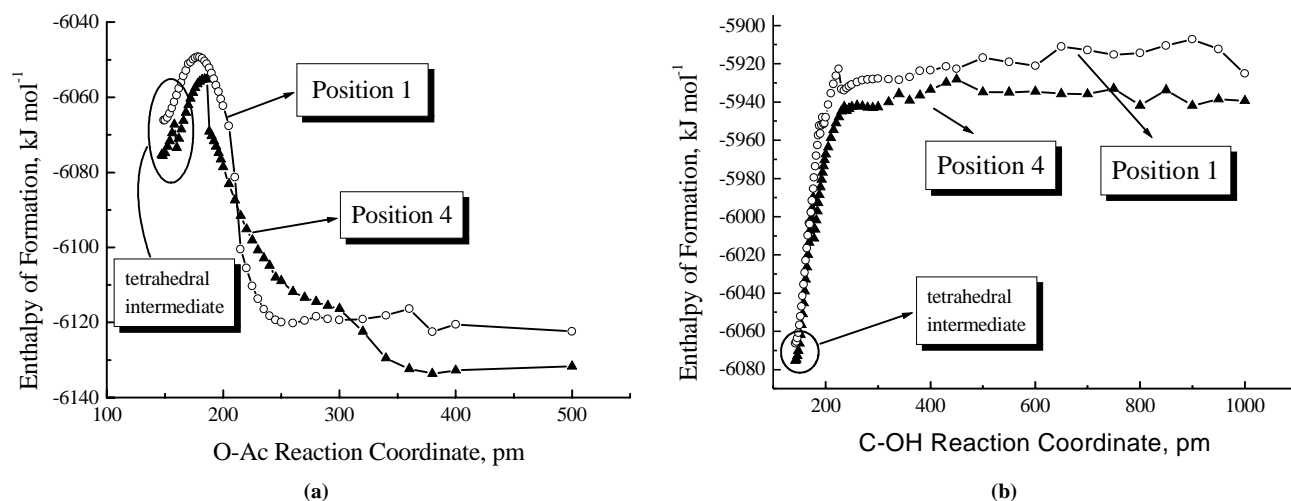 -6040
-6060
-6080
-6100
-6120
-6140
Enthalpy of Formation, kJ mol⁻¹
Position 1
Position 4
tetrahedral
intermediate
100 200 300 400 500
O-Ac Reaction Coordinate, pm
(a)
-5900
-5920
-5940
-5960
-5980
-6000
-6020
-6040
-6060
-6080
Enthalpy of Formation, kJ mol⁻¹
Position 4
Position 1
tetrahedral
intermediate
200 400 600 800 1000
C-OH Reaction Coordinate, pm
(b)